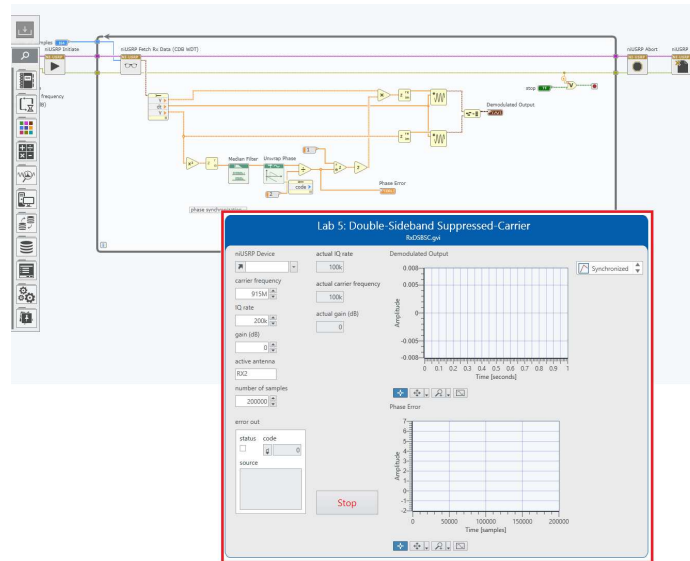 mples
niUSRP Initiate
niUSRP Fetch Rx Data (CDB WDT)
niUSRP Abort
niUSRP
frequency
stop
Demodulated Output
Median Filter
Unwrap Phase
code
Phase Error
phase synchronization
Lab 5: Double-Sideband Suppressed-Carrier
RxDSBSC.gvi
niUSRP Device
actual IQ rate
Demodulated Output
100k
Synchronized
carrier frequency
actual carrier frequency
915M
100k
IQ rate
actual gain (dB)
200k
0
gain (dB)
0
active antenna
RX2
number of samples
200000
Amplitude
0.008
0.005
0
-0.005
-0.008
0 0.1 0.2 0.3 0.4 0.5 0.6 0.7 0.8 0.9 1
Time [seconds]
Phase Error
error out
status code
0
source
Stop
Amplitude
7
6
5
4
3
2
1
0
-1
-2
0 50000 100000 150000 200000
Time [samples]